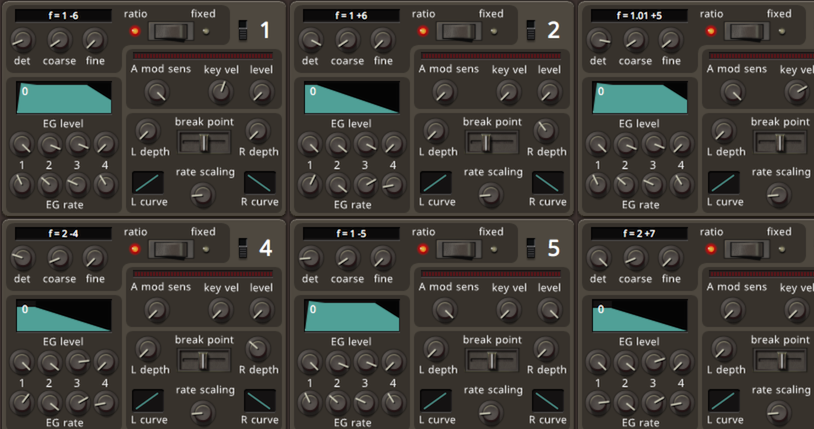 f = 1 -6
ratio
fixed
1
det
coarse
fine
A mod sens
key vel
level
0
EG level
1
2
3
4
EG rate
break point
L depth
R depth
rate scaling
L curve
R curve
f = 1 +6
ratio
fixed
2
det
coarse
fine
A mod sens
key vel
level
0
EG level
1
2
3
4
EG rate
break point
L depth
R depth
rate scaling
L curve
R curve
f = 1.01 +5
ratio
fixed
det
coarse
fine
A mod sens
key vel
0
EG level
1
2
3
4
EG rate
break point
L depth
rate scaling
L curve
f = 2 -4
ratio
fixed
4
det
coarse
fine
A mod sens
key vel
level
0
EG level
1
2
3
4
EG rate
break point
L depth
R depth
rate scaling
L curve
R curve
f = 1 -5
ratio
fixed
5
det
coarse
fine
A mod sens
key vel
level
0
EG level
1
2
3
4
EG rate
break point
L depth
R depth
rate scaling
L curve
R curve
f = 2 +7
ratio
fixed
det
coarse
fine
A mod sens
key vel
0
EG level
1
2
3
4
EG rate
break point
L depth
rate scaling
L curve